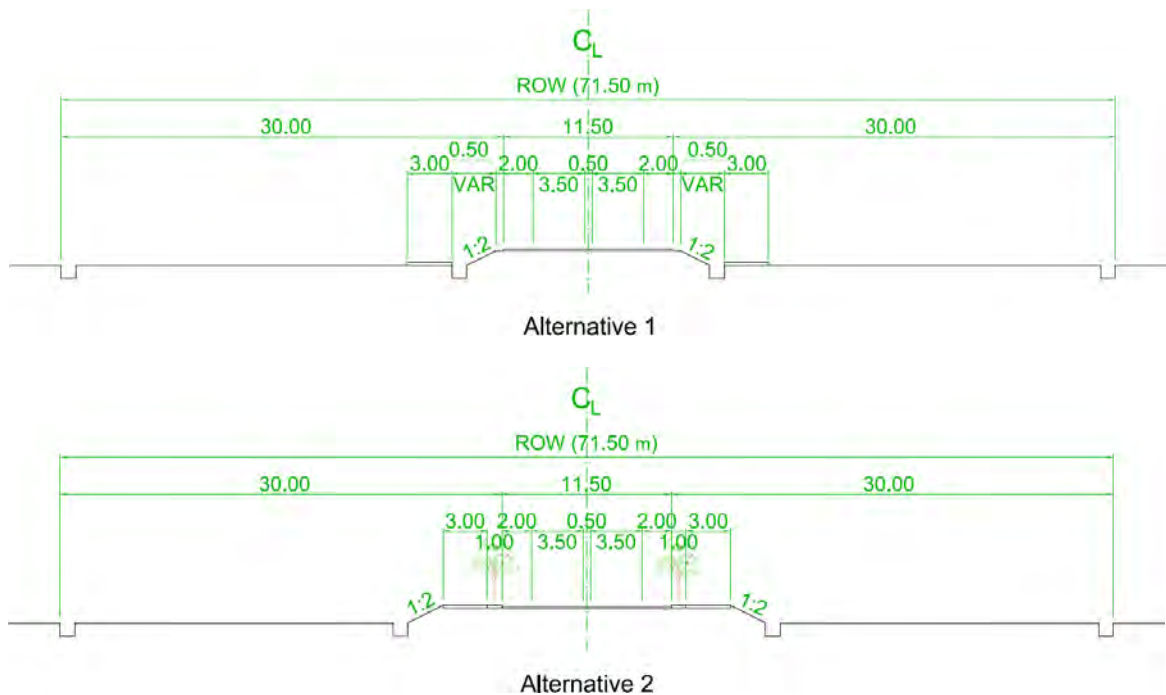 CL
ROW (71.50 m)
30.00 11.50 30.00
0.50 0.50
3.00 2.00 0.50 2.00 3.00
VAR 3.50 3.50 VAR
1:2 1:2
Alternative 1
CL
ROW (71.50 m)
30.00 11.50 30.00
3.00 2.00 0.50 2.00 3.00
1.00 3.50 3.50 1.00
1:2 1:2
Alternative 2